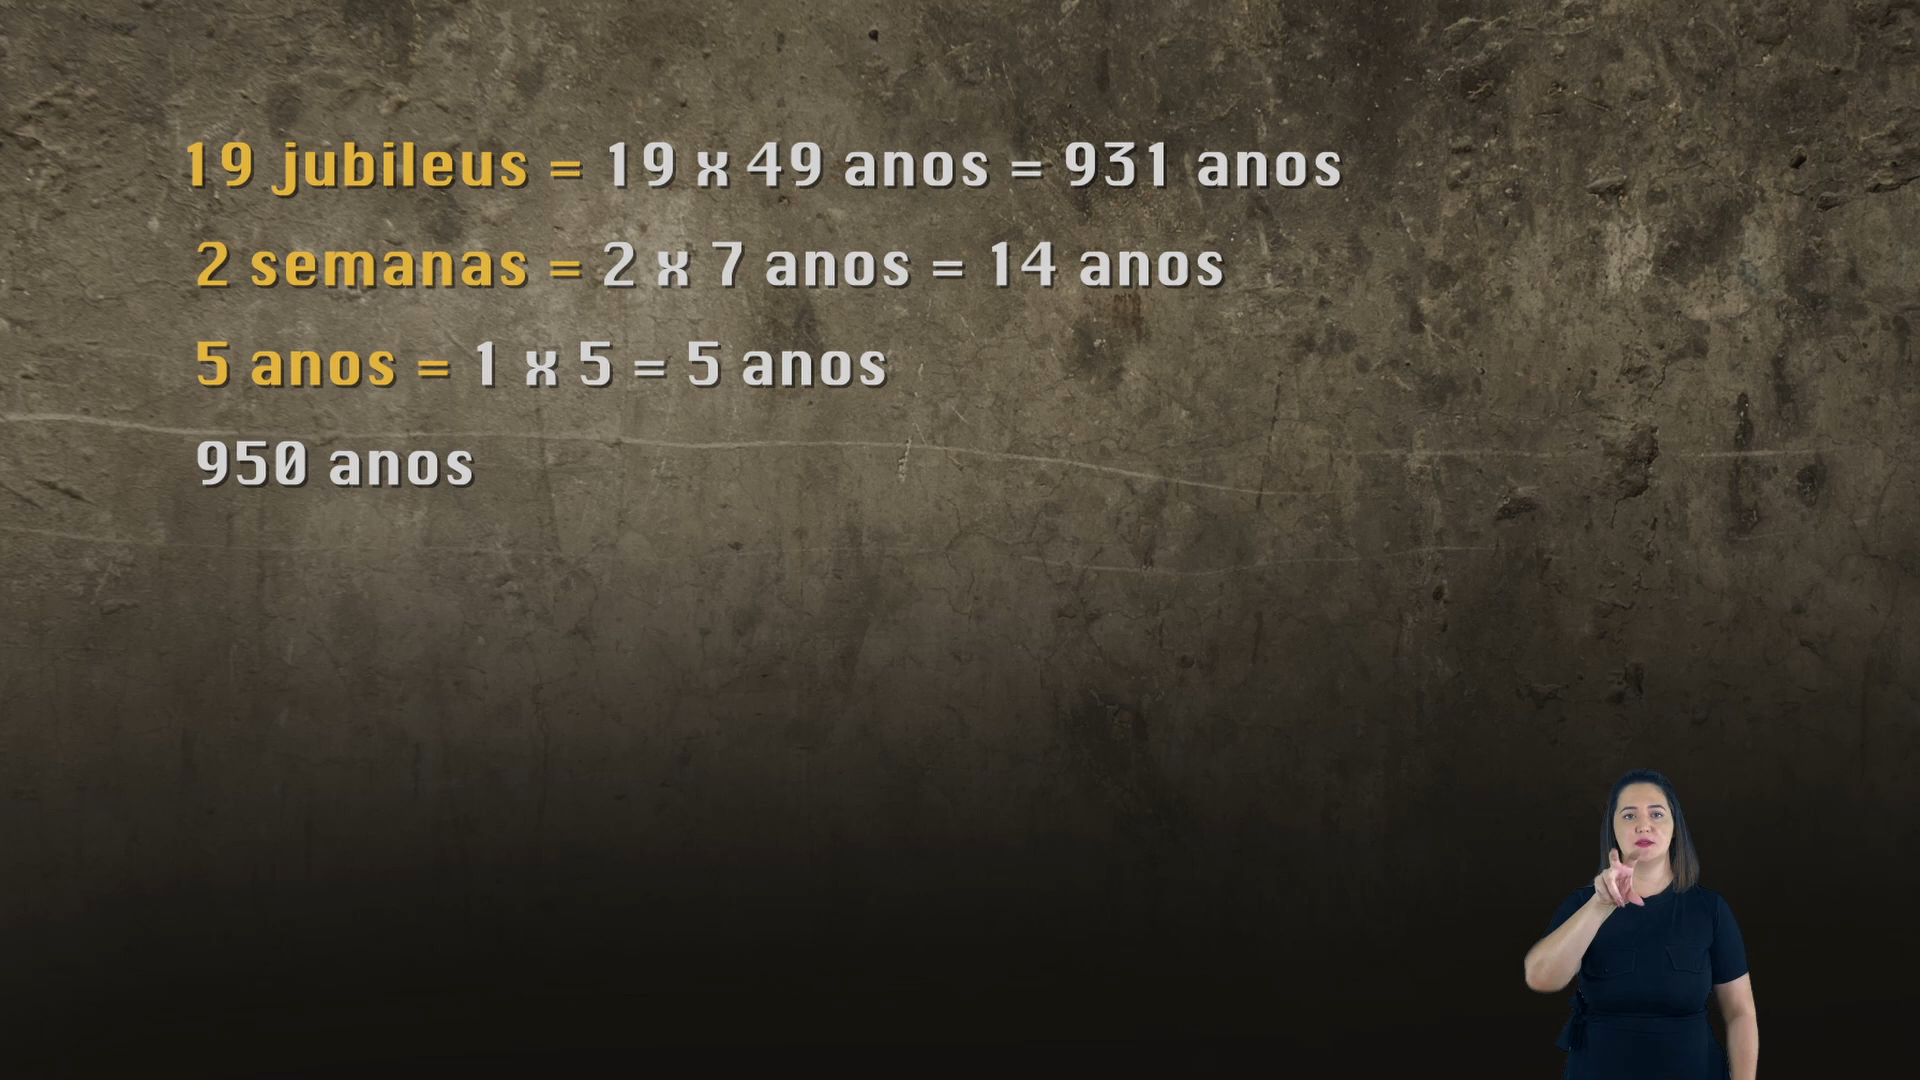 19 jubileus = 19 x 49 anos = 931 anos
2 semanas = 2 x 7 anos = 14 anos
5 anos = 1 x 5 = 5 anos
950 anos